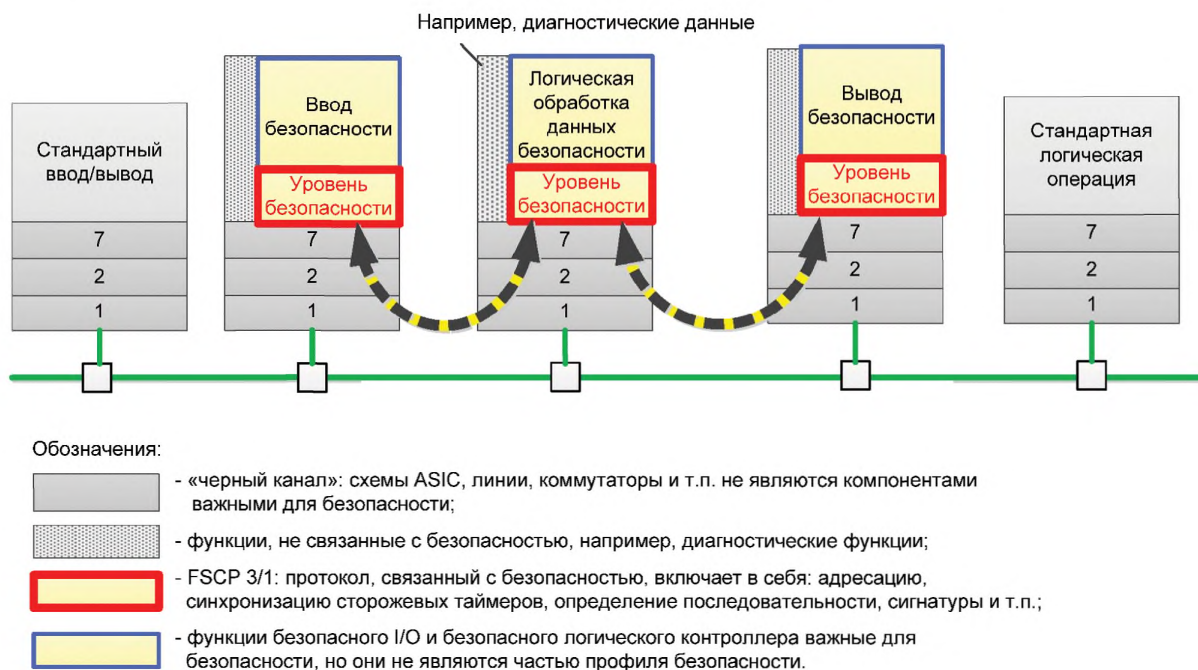 Например, диагностические данные
Стандартный
ввод/вывод
7
2
1
Ввод
безопасности
Уровень
безопасности
7
2
1
Логическая
обработка
данных
безопасности
Уровень
безопасности
7
2
1
Вывод
безопасности
Уровень
безопасности
7
2
1
Стандартная
логическая
операция
7
2
1
Обозначения:
- «черный канал»: схемы ASIC, линии, коммутаторы и т.п. не являются компонентами
важными для безопасности;
- функции, не связанные с безопасностью, например, диагностические функции;
- FSCP 3/1: протокол, связанный с безопасностью, включает в себя: адресацию,
синхронизацию сторожевых таймеров, определение последовательности, сигнатуры и т.п.;
- функции безопасного I/O и безопасного логического контроллера важные для
безопасности, но они не являются частью профиля безопасности.